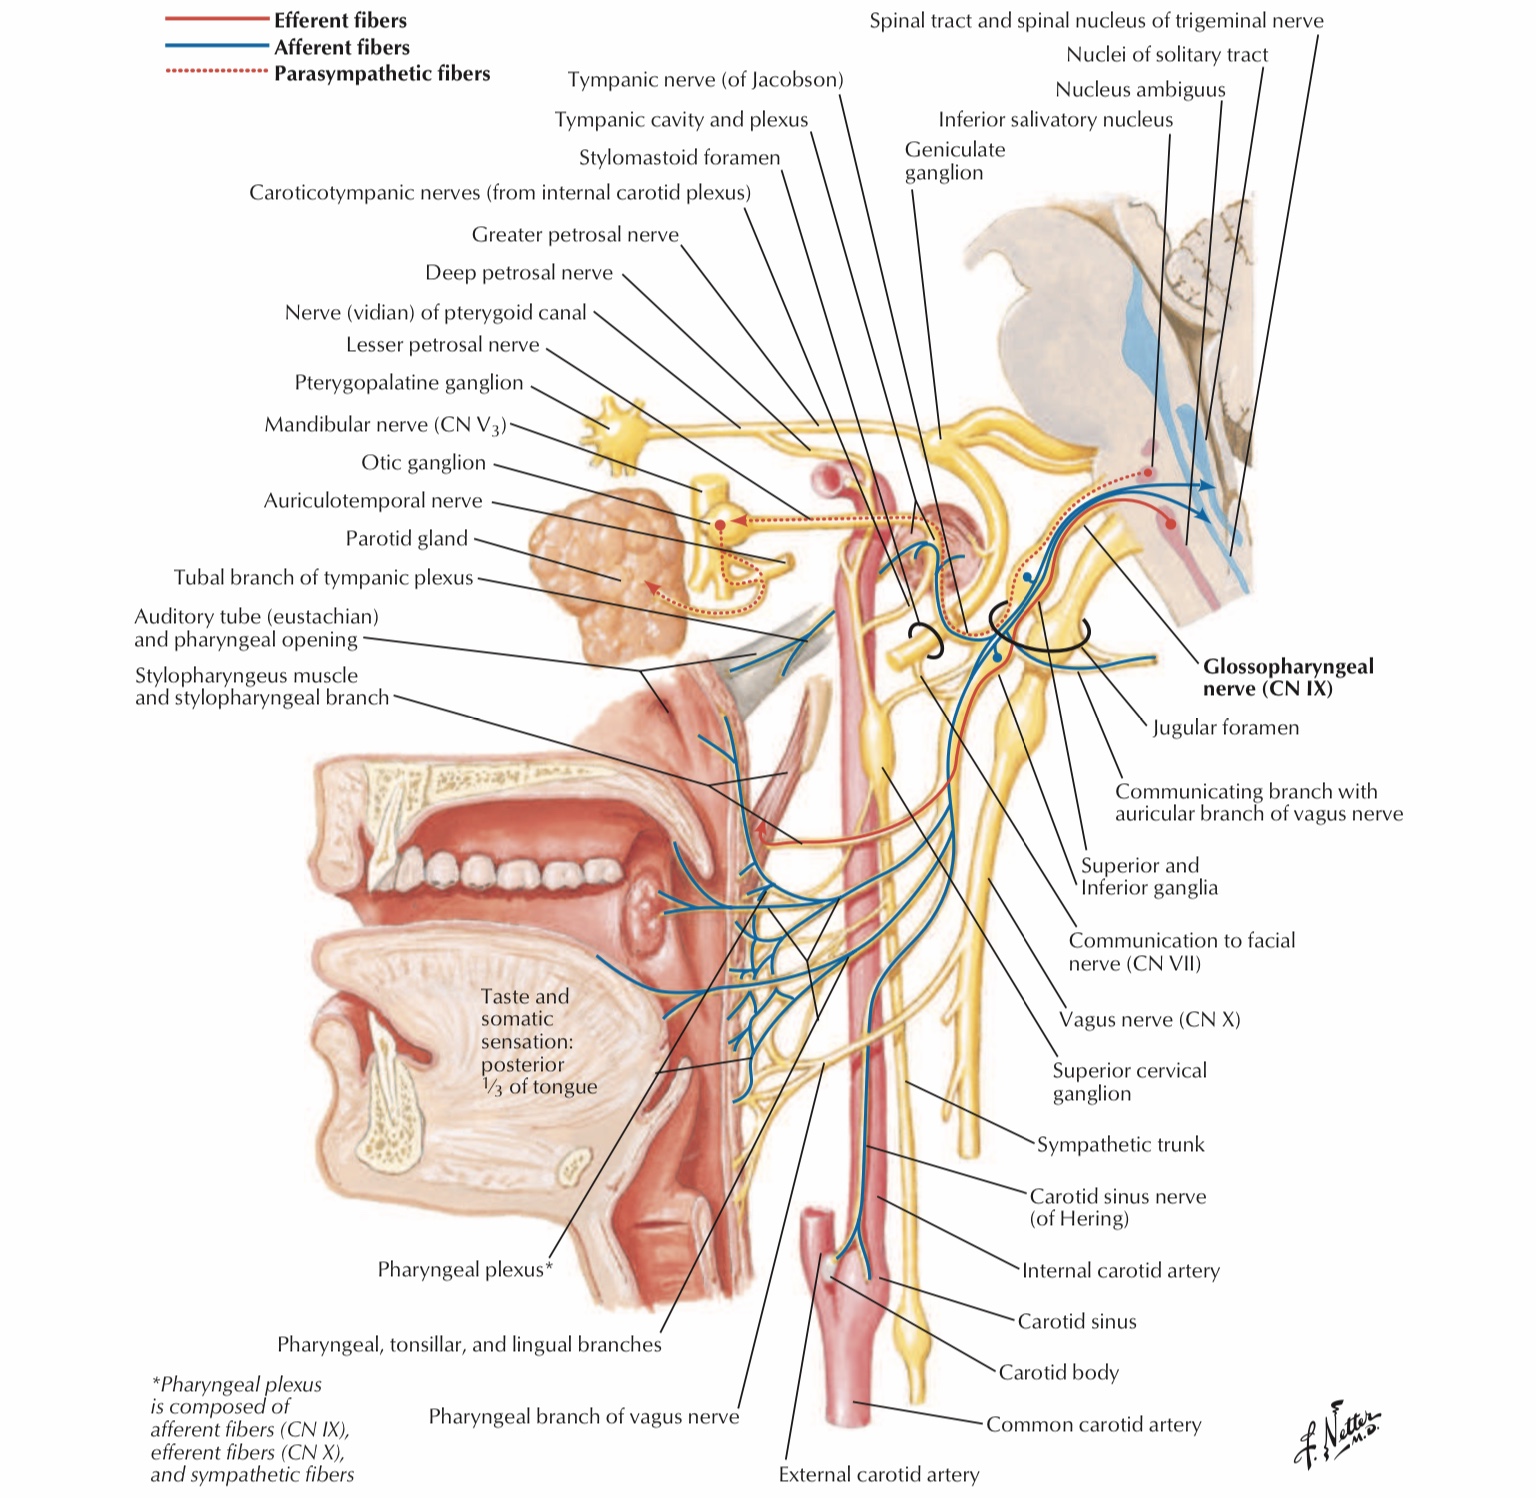 Efferent fibers
Afferent fibers
Parasympathetic fibers
Spinal tract and spinal nucleus of trigeminal nerve
Nuclei of solitary tract
Nucleus ambiguus
Inferior salivatory nucleus
Geniculate
ganglion
Tympanic nerve (of Jacobson)
Tympanic cavity and plexus
Stylomastoid foramen
Caroticotympanic nerves (from internal carotid plexus)
Greater petrosal nerve
Deep petrosal nerve
Nerve (vidian) of pterygoid canal
Lesser petrosal nerve
Pterygopalatine ganglion
Mandibular nerve (CN V₃)
Otic ganglion
Auriculotemporal nerve
Parotid gland
Tubal branch of tympanic plexus
Auditory tube (eustachian)
and pharyngeal opening
Stylopharyngeus muscle
and stylopharyngeal branch
Glossopharyngeal
nerve (CN IX)
Jugular foramen
Communicating branch with
auricular branch of vagus nerve
Superior and
Inferior ganglia
Communication to facial
nerve (CN VII)
Vagus nerve (CN X)
Superior cervical
ganglion
Sympathetic trunk
Carotid sinus nerve
(of Hering)
Internal carotid artery
Carotid sinus
Carotid body
Common carotid artery
Taste and
somatic
sensation:
posterior
1/3 of tongue
Pharyngeal plexus*
Pharyngeal, tonsillar, and lingual branches
Pharyngeal branch of vagus nerve
External carotid artery
*Pharyngeal plexus
is composed of
afferent fibers (CN IX),
efferent fibers (CN X),
and sympathetic fibers
F. Netter
M.D.